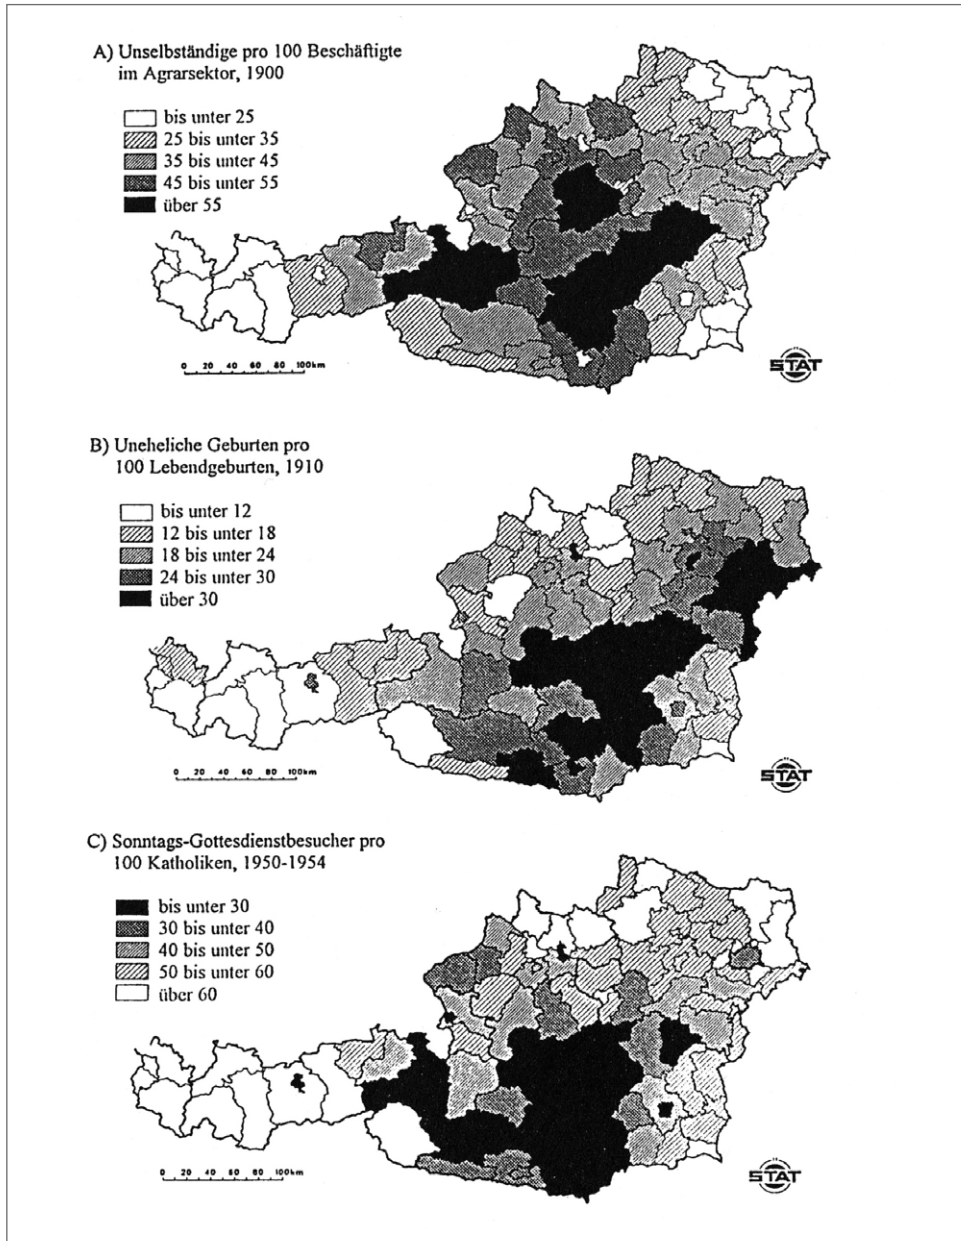 A) Unselbständige pro 100 Beschäftigte
im Agrarsektor, 1900
bis unter 25
25 bis unter 35
35 bis unter 45
45 bis unter 55
über 55
0 20 40 60 80 100km
STAT
B) Uneheliche Geburten pro
100 Lebendgeburten, 1910
bis unter 12
12 bis unter 18
18 bis unter 24
24 bis unter 30
über 30
0 20 40 60 80 100km
STAT
C) Sonntags-Gottesdienstbesucher pro
100 Katholiken, 1950-1954
bis unter 30
30 bis unter 40
40 bis unter 50
50 bis unter 60
über 60
0 20 40 60 80 100km
STAT